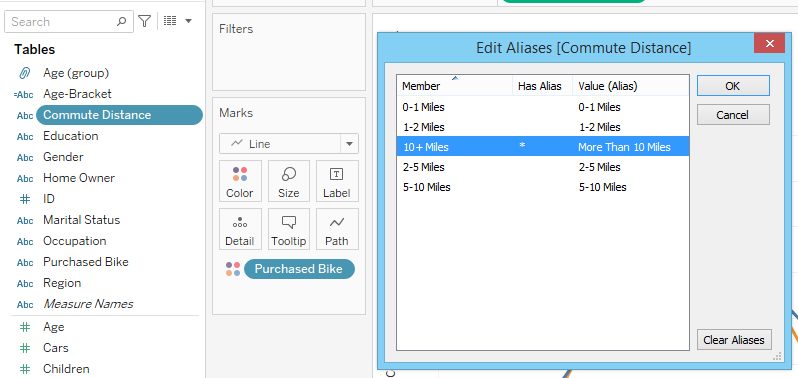 Search
Tables
Age (group)
=Abc Age-Bracket
Abc Commute Distance
Abc Education
Abc Gender
Abc Home Owner
# ID
Abc Marital Status
Abc Occupation
Abc Purchased Bike
Abc Region
Abc Measure Names
# Age
# Cars
# Children
Filters
Marks
Line
Color Size Label
Detail Tooltip Path
Purchased Bike
C
Edit Aliases [Commute Distance]
Member Has Alias Value (Alias)
0-1 Miles 0-1 Miles
1-2 Miles 1-2 Miles
10+ Miles * More Than 10 Miles
2-5 Miles 2-5 Miles
5-10 Miles 5-10 Miles
OK
Cancel
Clear Aliases